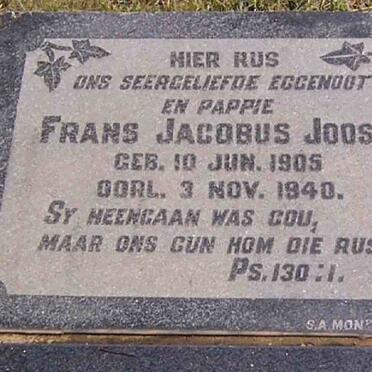 HIER RUS
ONS SEERGELIEFDE EGGENOOT
EN PAPPIE
FRANS JACOBUS JOOS
GEB. 10 JUN. 1905
OORL. 3 NOV. 1940.
SY HEENGAAN WAS GOU,
MAAR ONS GUN HOM DIE RUS
PS. 130:1.
S.A. MON